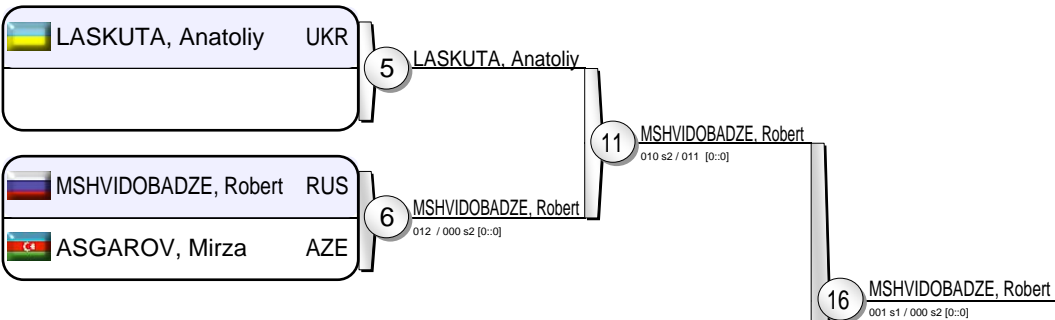 LASKUTA, Anatoliy UKR
5 LASKUTA, Anatoliy
11 MSHVIDOBADZE, Robert
010 s2 / 011 [0::0]
MSHVIDOBADZE, Robert RUS
6 MSHVIDOBADZE, Robert
012 / 000 s2 [0::0]
ASGAROV, Mirza AZE
16 MSHVIDOBADZE, Robert
001 s1 / 000 s2 [0::0]